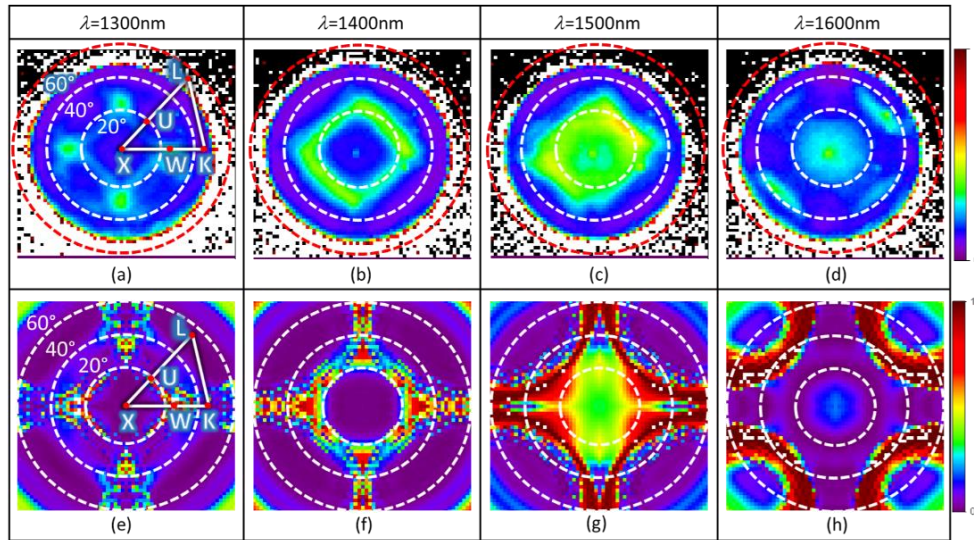 λ=1300nm
λ=1400nm
λ=1500nm
λ=1600nm
60°
40°
20°
L
U
X
W
K
(a)
(b)
(c)
(d)
60°
40°
20°
L
U
X
W
K
1
0
(e)
(f)
(g)
(h)